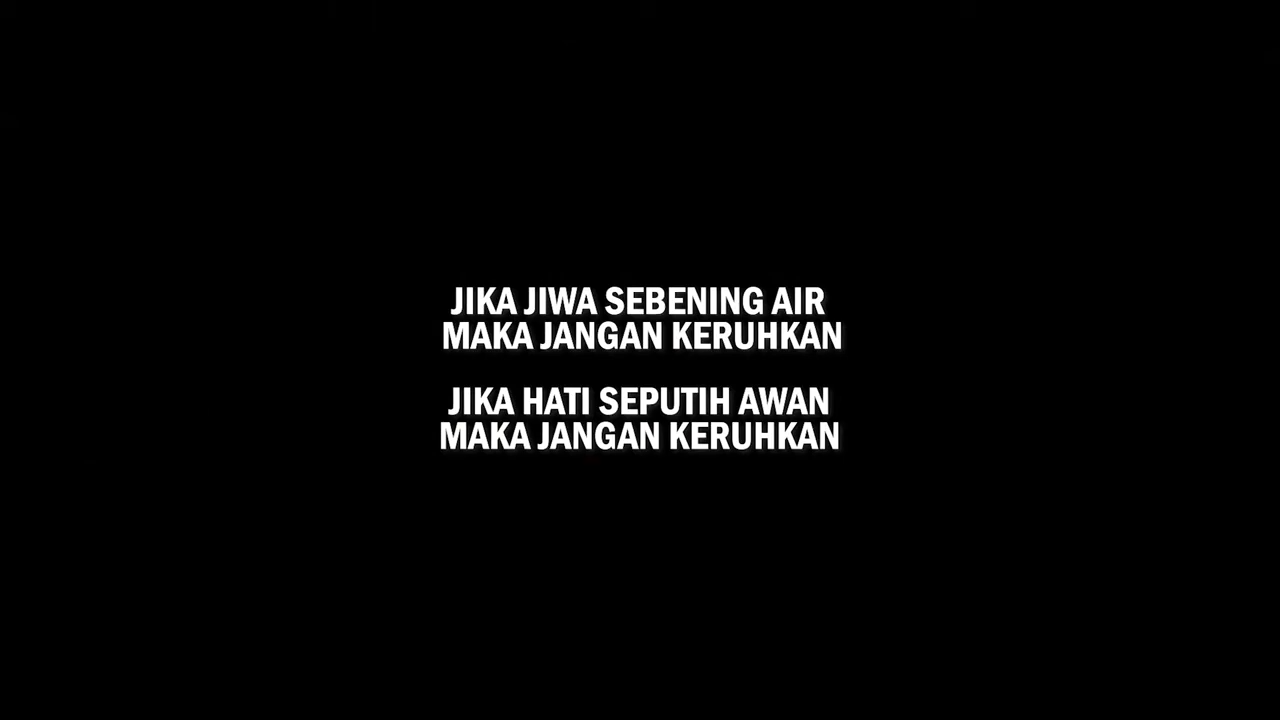 JIKA JIWA SEBENING AIR
MAKA JANGAN KERUHKAN
JIKA HATI SEPUTIH AWAN
MAKA JANGAN KERUHKAN